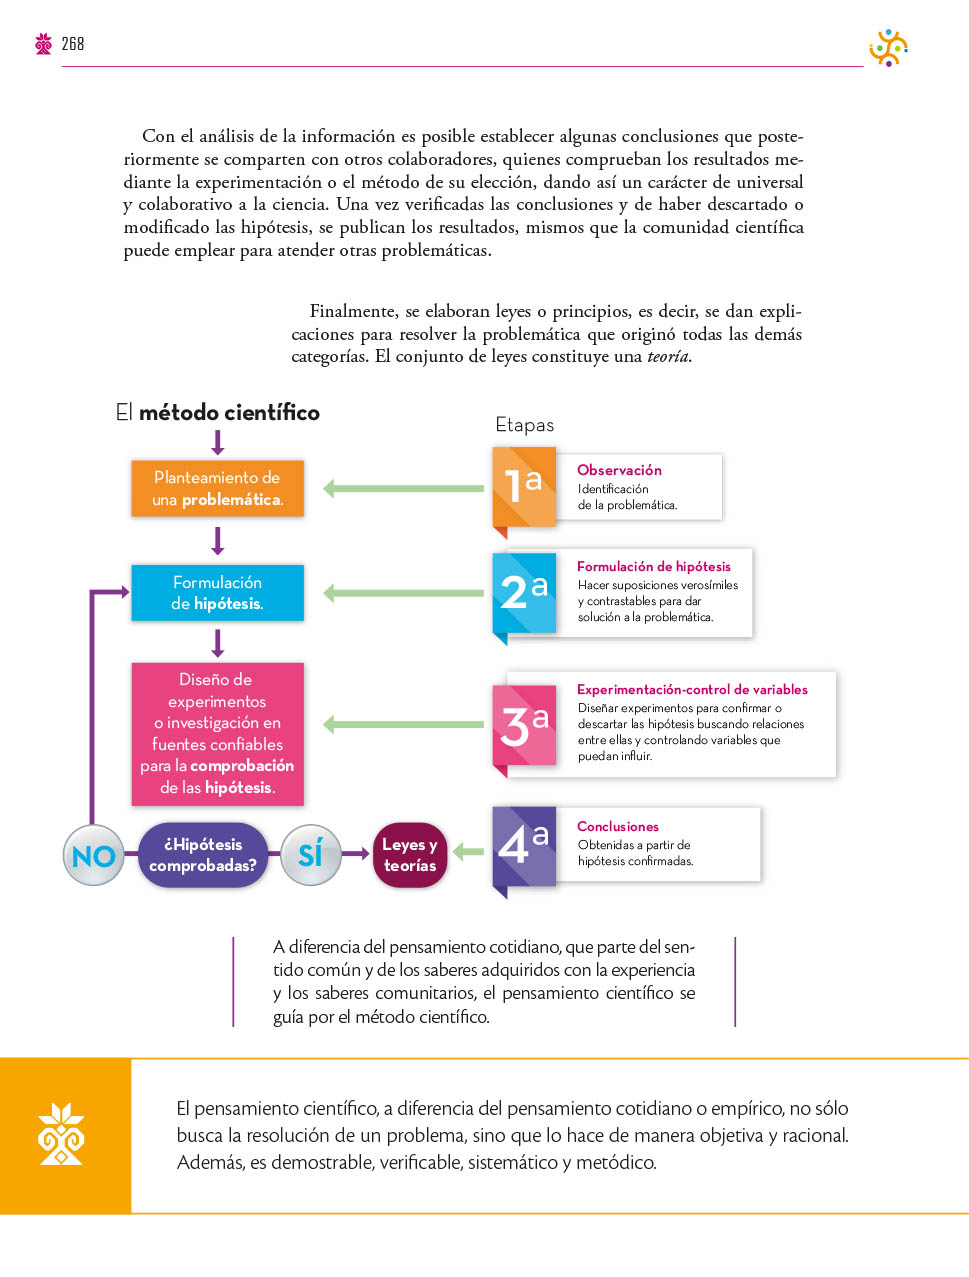 268
Con el análisis de la información es posible establecer algunas conclusiones que poste-
riormente se comparten con otros colaboradores, quienes comprueban los resultados me-
diante la experimentación o el método de su elección, dando así un carácter de universal
y colaborativo a la ciencia. Una vez verificadas las conclusiones y de haber descartado o
modificado las hipótesis, se publican los resultados, mismos que la comunidad científica
puede emplear para atender otras problemáticas.
Finalmente, se elaboran leyes o principios, es decir, se dan expli-
caciones para resolver la problemática que originó todas las demás
categorías. El conjunto de leyes constituye una teoría.
El método científico
Planteamiento de
una problemática.
Formulación
de hipótesis.
Diseño de
experimentos
o investigación en
fuentes confiables
para la comprobación
de las hipótesis.
NO
¿Hipótesis
comprobadas?
SÍ
Leyes y
teorías
Etapas
1a
Observación
Identificación
de la problemática.
2a
Formulación de hipótesis
Hacer suposiciones verosímiles
y contrastables para dar
solución a la problemática.
3a
Experimentación-control de variables
Diseñar experimentos para confirmar o
descartar las hipótesis buscando relaciones
entre ellas y controlando variables que
puedan influir.
4a
Conclusiones
Obtenidas a partir de
hipótesis confirmadas.
A diferencia del pensamiento cotidiano, que parte del sen-
tido común y de los saberes adquiridos con la experiencia
y los saberes comunitarios, el pensamiento científico se
guía por el método científico.
El pensamiento científico, a diferencia del pensamiento cotidiano o empírico, no sólo
busca la resolución de un problema, sino que lo hace de manera objetiva y racional.
Además, es demostrable, verificable, sistemático y metódico.